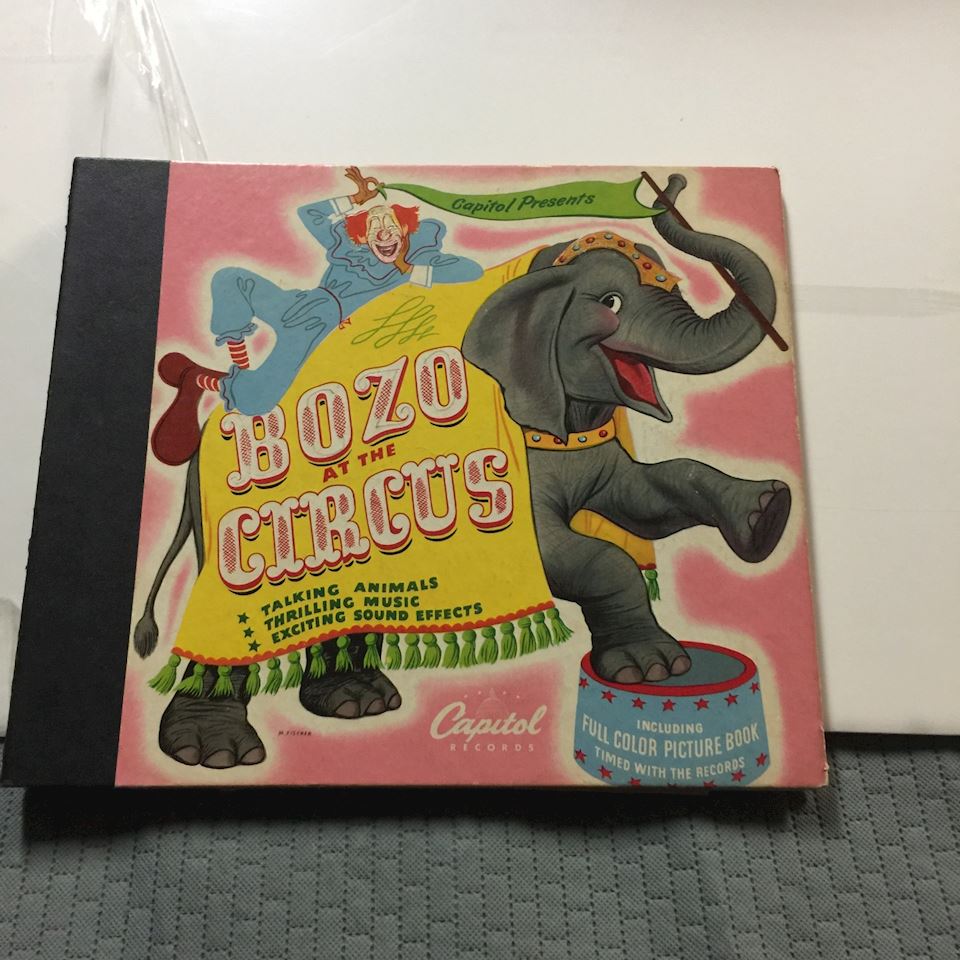 Capitol Presents
BOZO
AT THE
CIRCUS
★ TALKING ANIMALS
★ THRILLING MUSIC
★ EXCITING SOUND EFFECTS
Capitol
RECORDS
M. FISCHER
INCLUDING
FULL COLOR PICTURE BOOK
TIMED WITH THE RECORDS